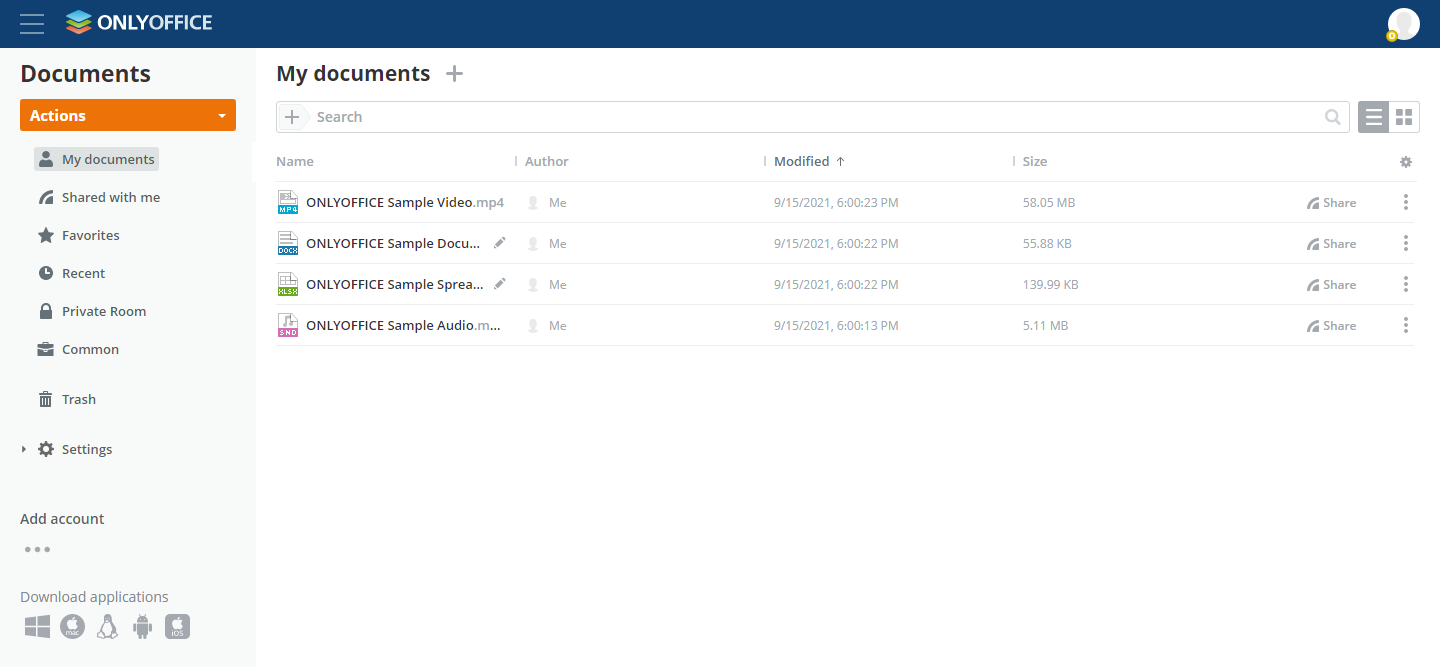 ONLYOFFICE
Documents
Actions
My documents
Shared with me
Favorites
Recent
Private Room
Common
Trash
Settings
Add account
Download applications
mac
iOS
My documents
Search
Name Author Modified Size
MP4 ONLYOFFICE Sample Video.mp4 Me 9/15/2021, 6:00:23 PM 58.05 MB Share
DOCX ONLYOFFICE Sample Docu... Me 9/15/2021, 6:00:22 PM 55.88 KB Share
XLSX ONLYOFFICE Sample Sprea... Me 9/15/2021, 6:00:22 PM 139.99 KB Share
SND ONLYOFFICE Sample Audio.m... Me 9/15/2021, 6:00:13 PM 5.11 MB Share